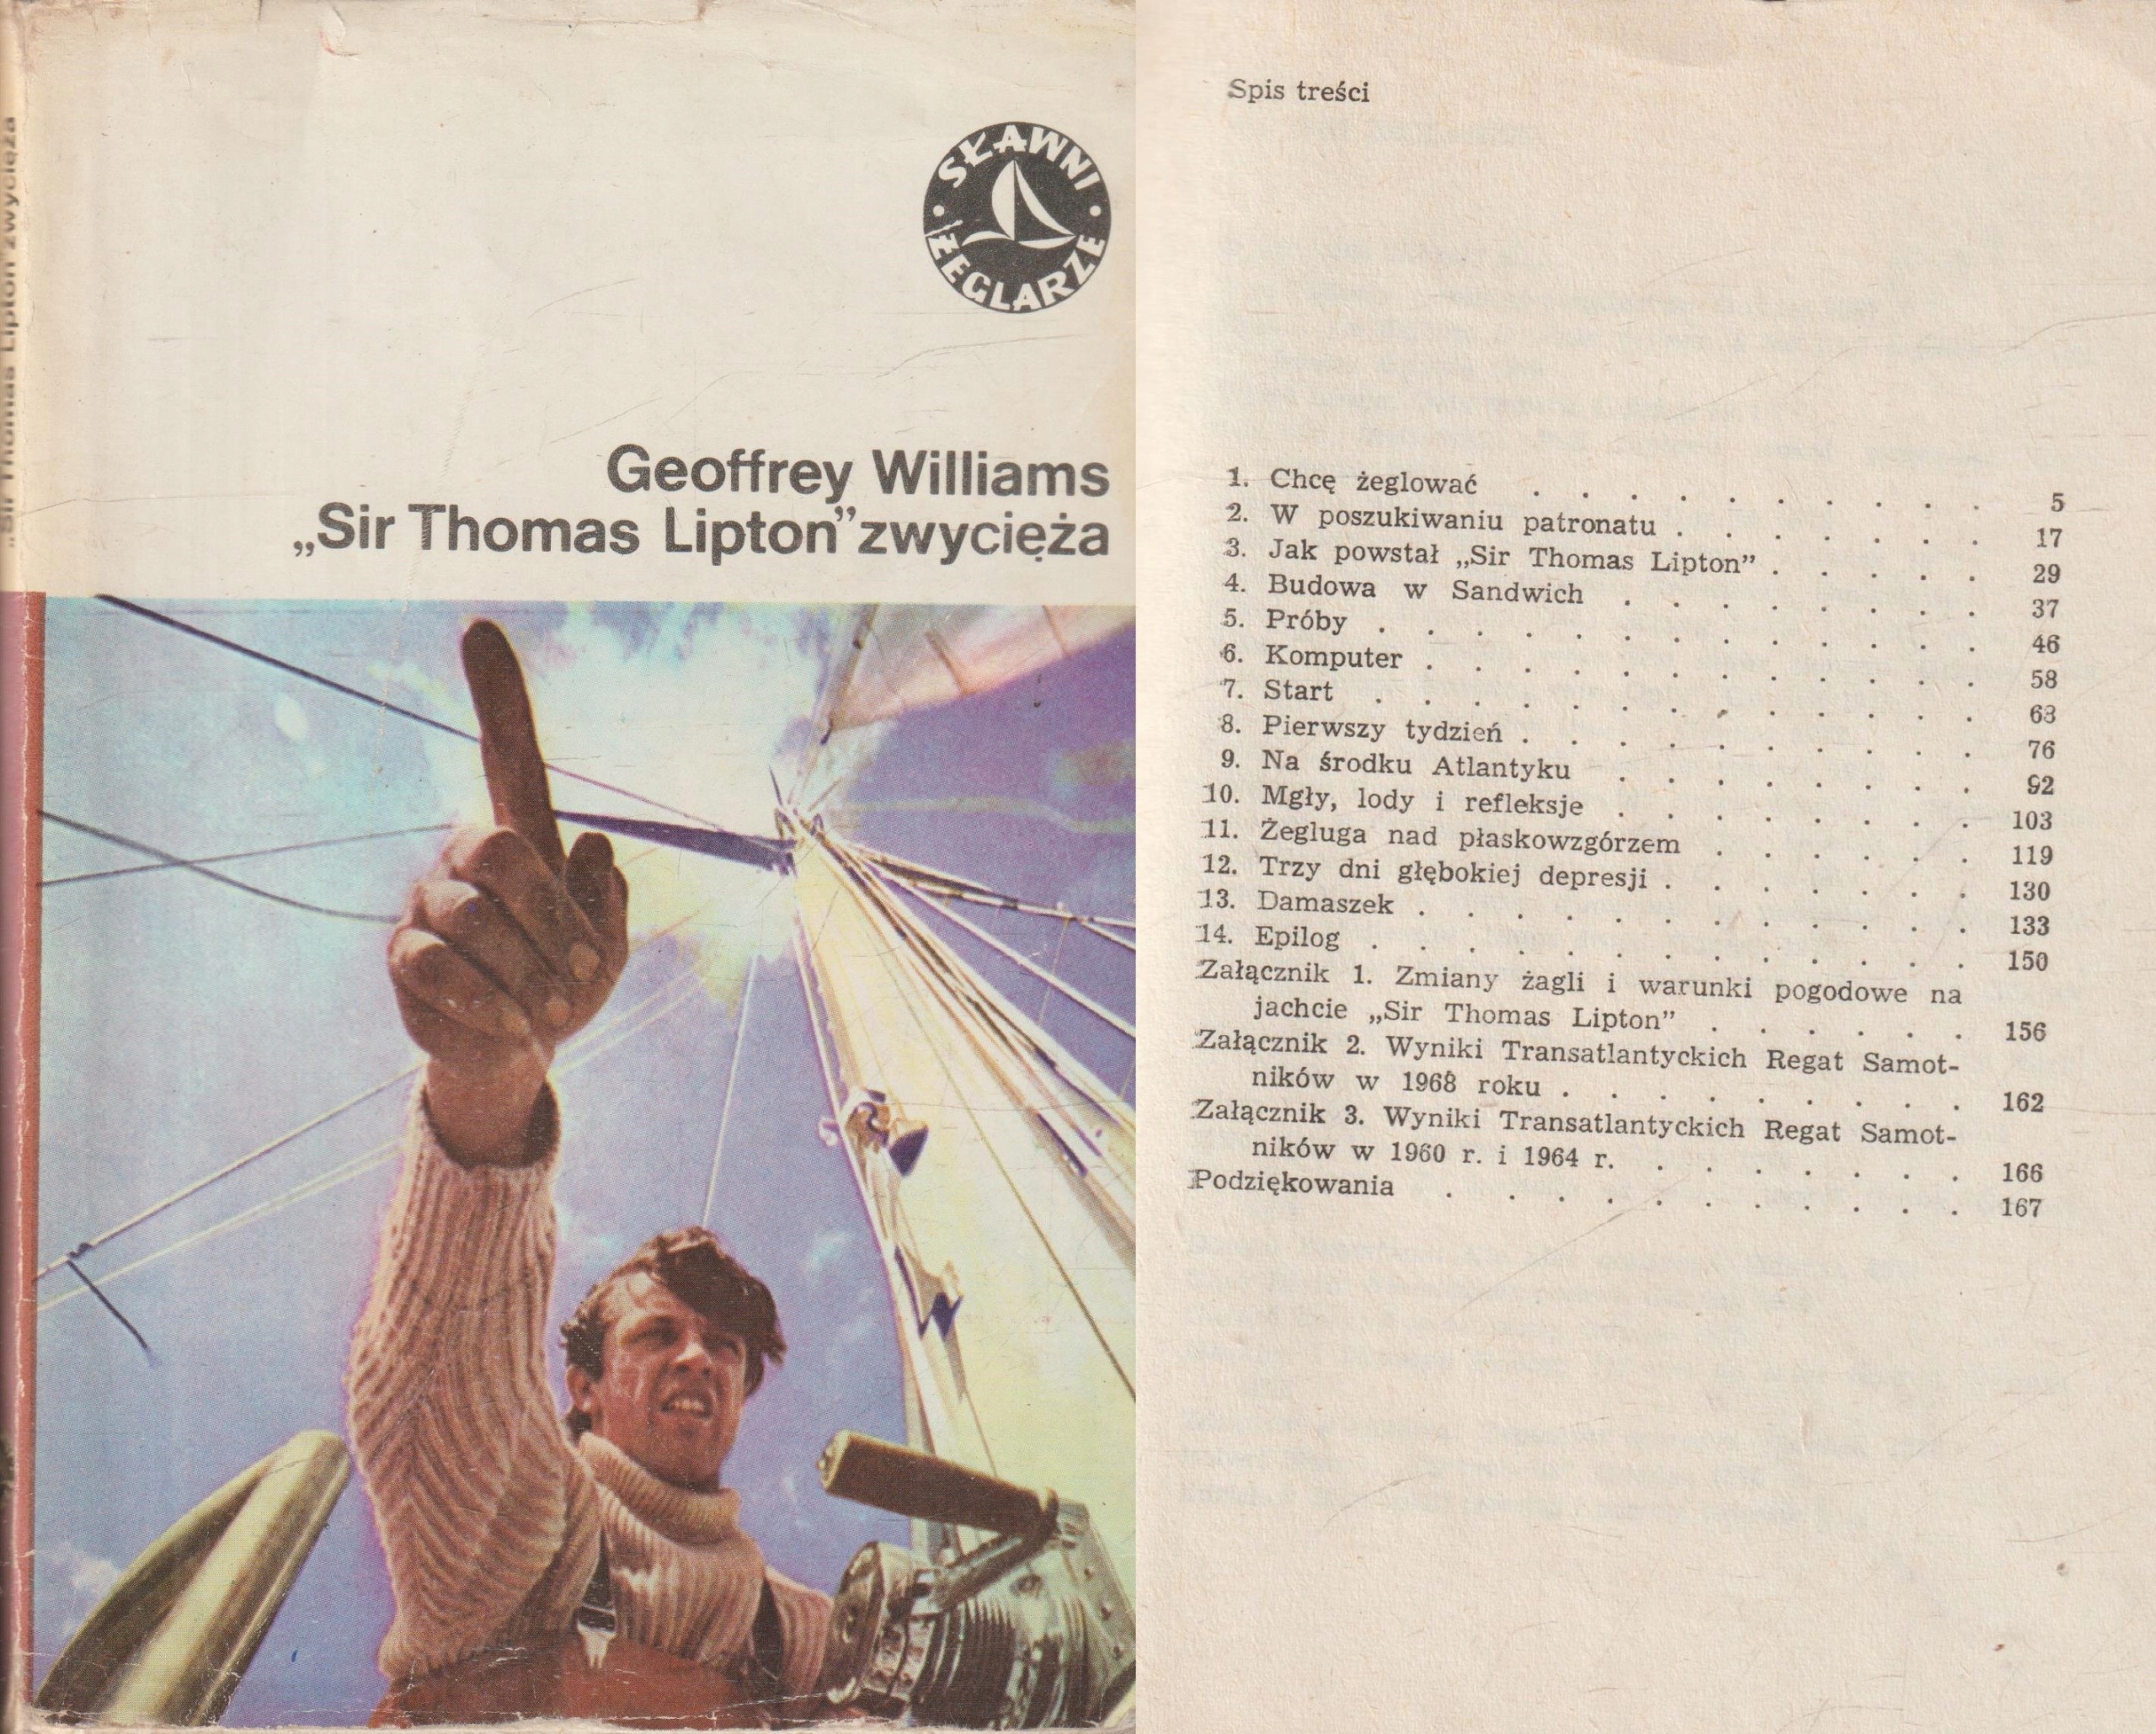 „Sir Thomas Lipton” zwycięża
SŁAWNI
ŻEGLARZE
Geoffrey Williams
„Sir Thomas Lipton” zwycięża
Spis treści
1. Chcę żeglować . . . . . . . . . . 5
2. W poszukiwaniu patronatu . . . . . . . 17
3. Jak powstał „Sir Thomas Lipton” . . . . . 29
4. Budowa w Sandwich . . . . . . . . 37
5. Próby . . . . . . . . . . . . . 46
6. Komputer . . . . . . . . . . . . 58
7. Start . . . . . . . . . . . . . 63
8. Pierwszy tydzień . . . . . . . . . . 76
9. Na środku Atlantyku . . . . . . . . 92
10. Mgły, lody i refleksje . . . . . . . . 103
11. Żegluga nad płaskowzgórzem . . . . . . 119
12. Trzy dni głębokiej depresji . . . . . . . 130
13. Damaszek . . . . . . . . . . . . 133
14. Epilog . . . . . . . . . . . . . 150
Załącznik 1. Zmiany żagli i warunki pogodowe na
jachcie „Sir Thomas Lipton” . . . . . . 156
Załącznik 2. Wyniki Transatlantyckich Regat Samot-
ników w 1968 roku . . . . . . . . . 162
Załącznik 3. Wyniki Transatlantyckich Regat Samot-
ników w 1960 r. i 1964 r. . . . . . . . 166
Podziękowania . . . . . . . . . . . 167